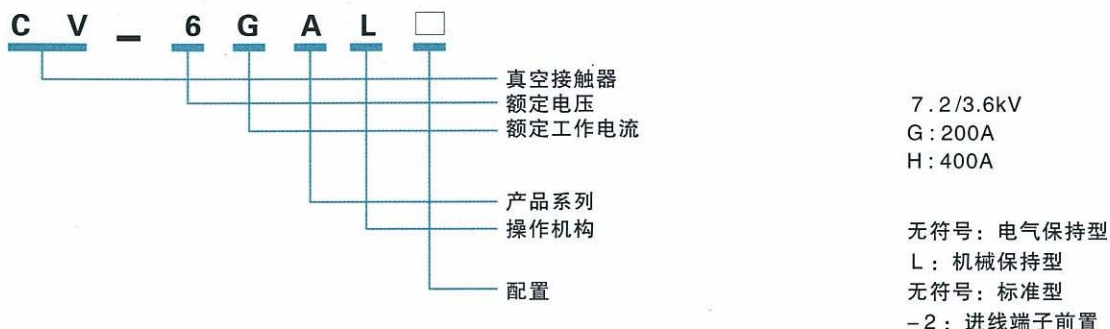 CV-6GAL□
真空接触器
额定电压 7.2/3.6kV
额定工作电流 G:200A
H:400A
产品系列
操作机构 无符号：电气保持型
L：机械保持型
配置 无符号：标准型
-2：进线端子前置